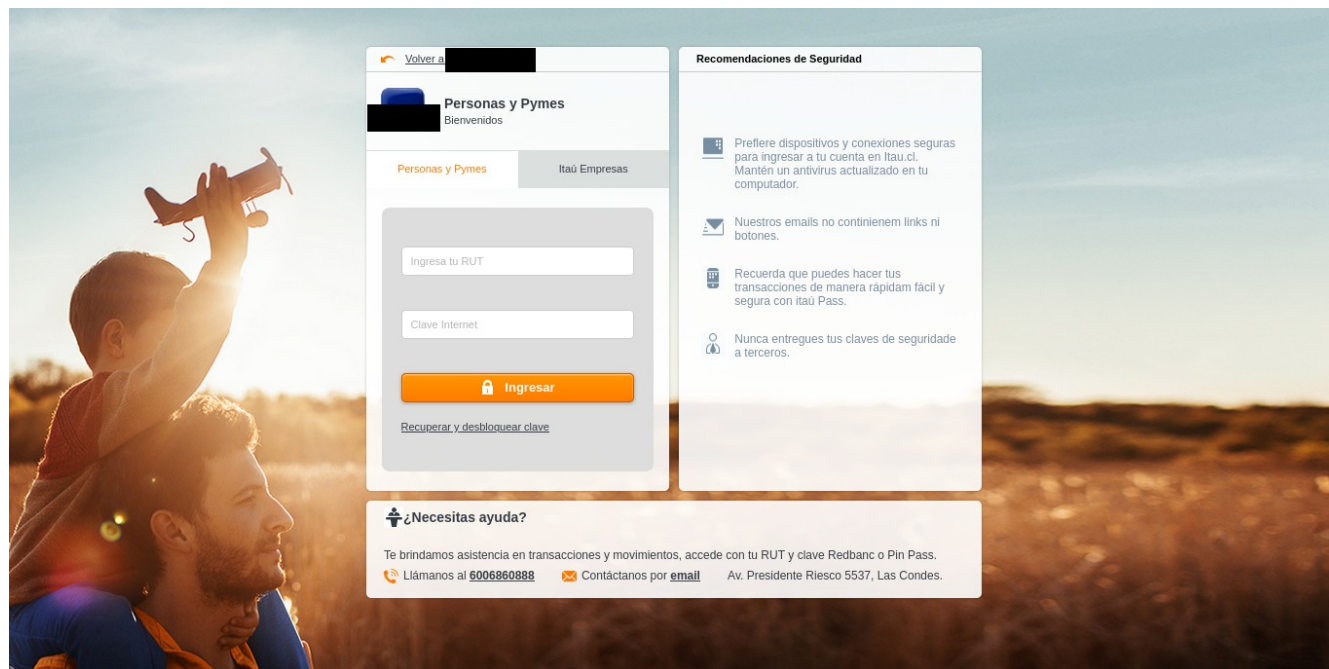 Volver a
Personas y Pymes
Bienvenidos
Personas y Pymes
Itaú Empresas
Ingresa tu RUT
Clave Internet
Ingresar
Recuperar y desbloquear clave
Recomendaciones de Seguridad
Prefiere dispositivos y conexiones seguras
para ingresar a tu cuenta en Itau.cl.
Mantén un antivirus actualizado en tu
computador.
Nuestros emails no continienem links ni
botones.
Recuerda que puedes hacer tus
transacciones de manera rápidam fácil y
segura con itaú Pass.
Nunca entregues tus claves de seguridade
a terceros.
¿Necesitas ayuda?
Te brindamos asistencia en transacciones y movimientos, accede con tu RUT y clave Redbanc o Pin Pass.
Llámanos al 6006860888 Contáctanos por email Av. Presidente Riesco 5537, Las Condes.